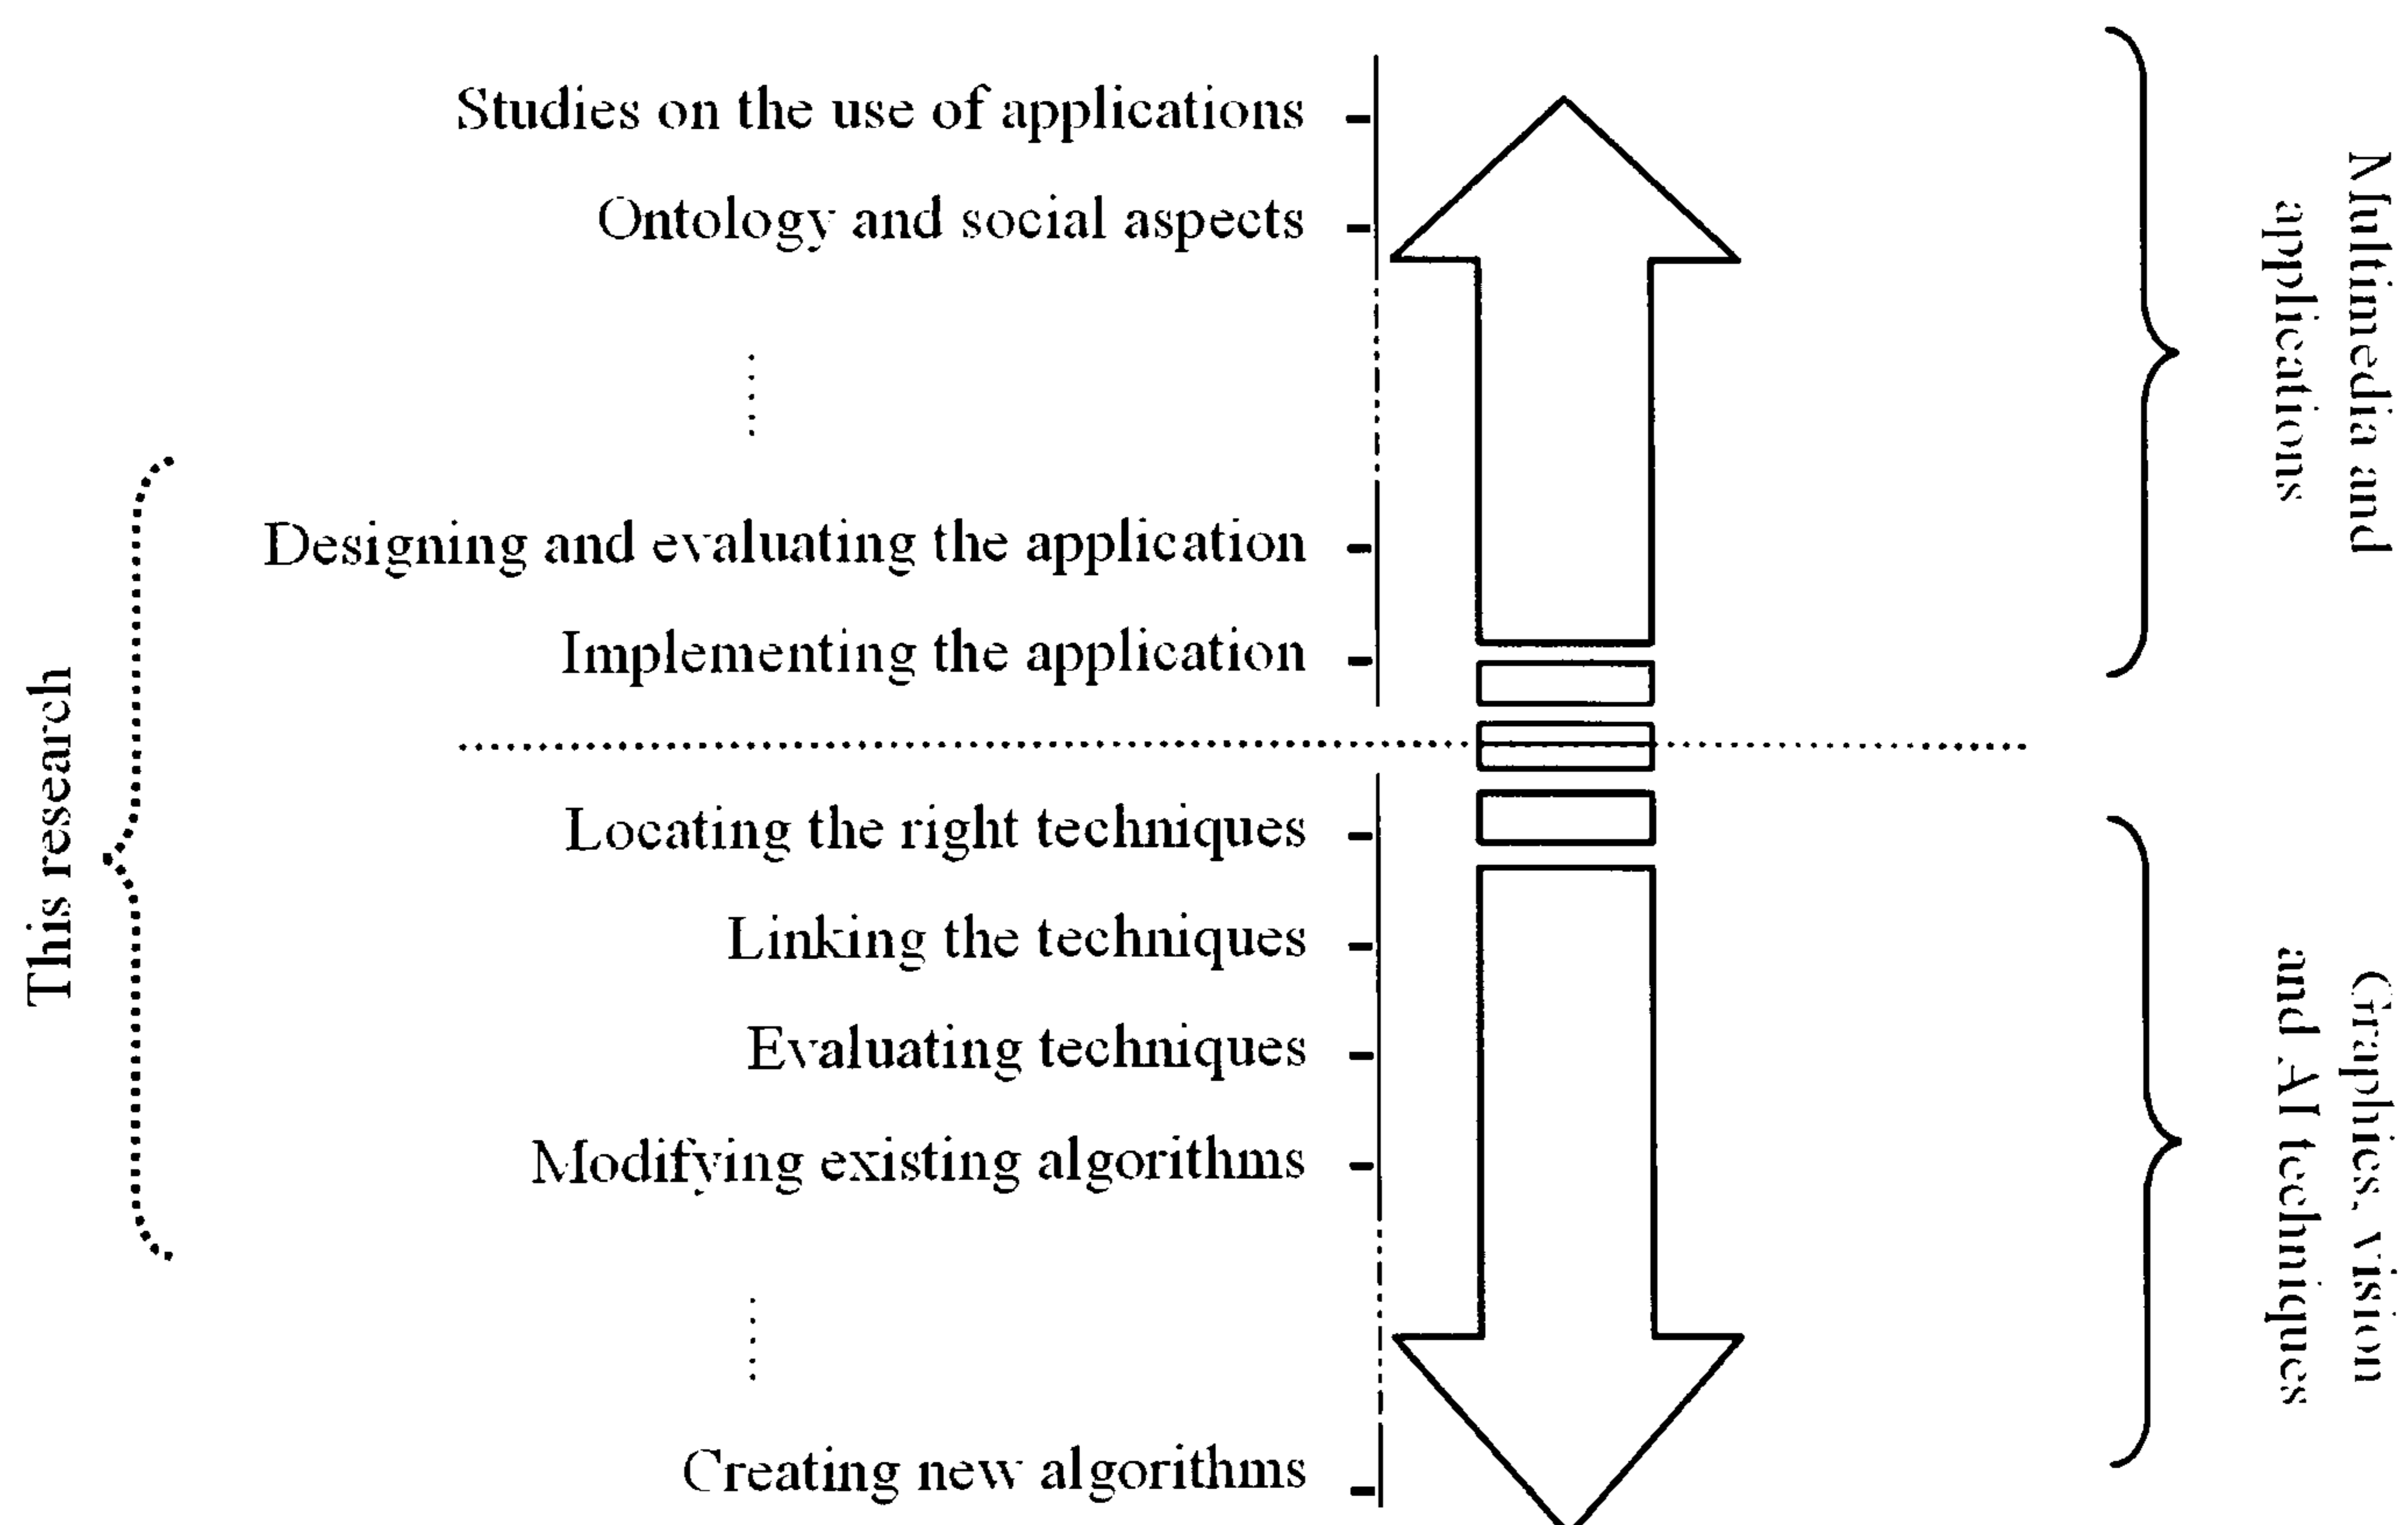 Studies on the use of applications
Ontology and social aspects
Designing and evaluating the application
Implementing the application
Locating the right techniques
Linking the techniques
Evaluating techniques
Modifying existing algorithms
Creating new algorithms
This research
Multimedia and
applications
Graphics, vision
and AI techniques